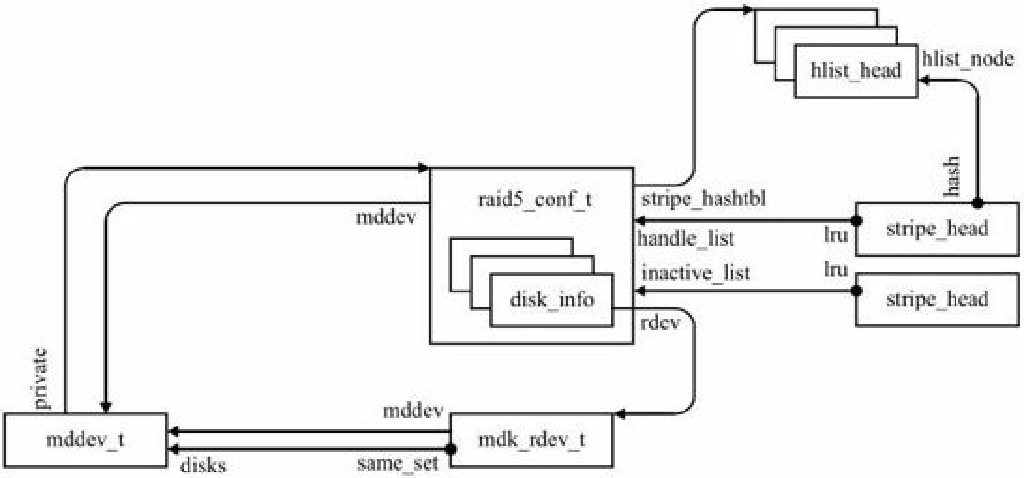 hlist_head
hlist_node
hash
raid5_conf_t
stripe_hashtbl
mddev
handle_list
lru
stripe_head
inactive_list
lru
stripe_head
disk_info
rdev
private
mddev
mddev_t
mdk_rdev_t
disks
same_set